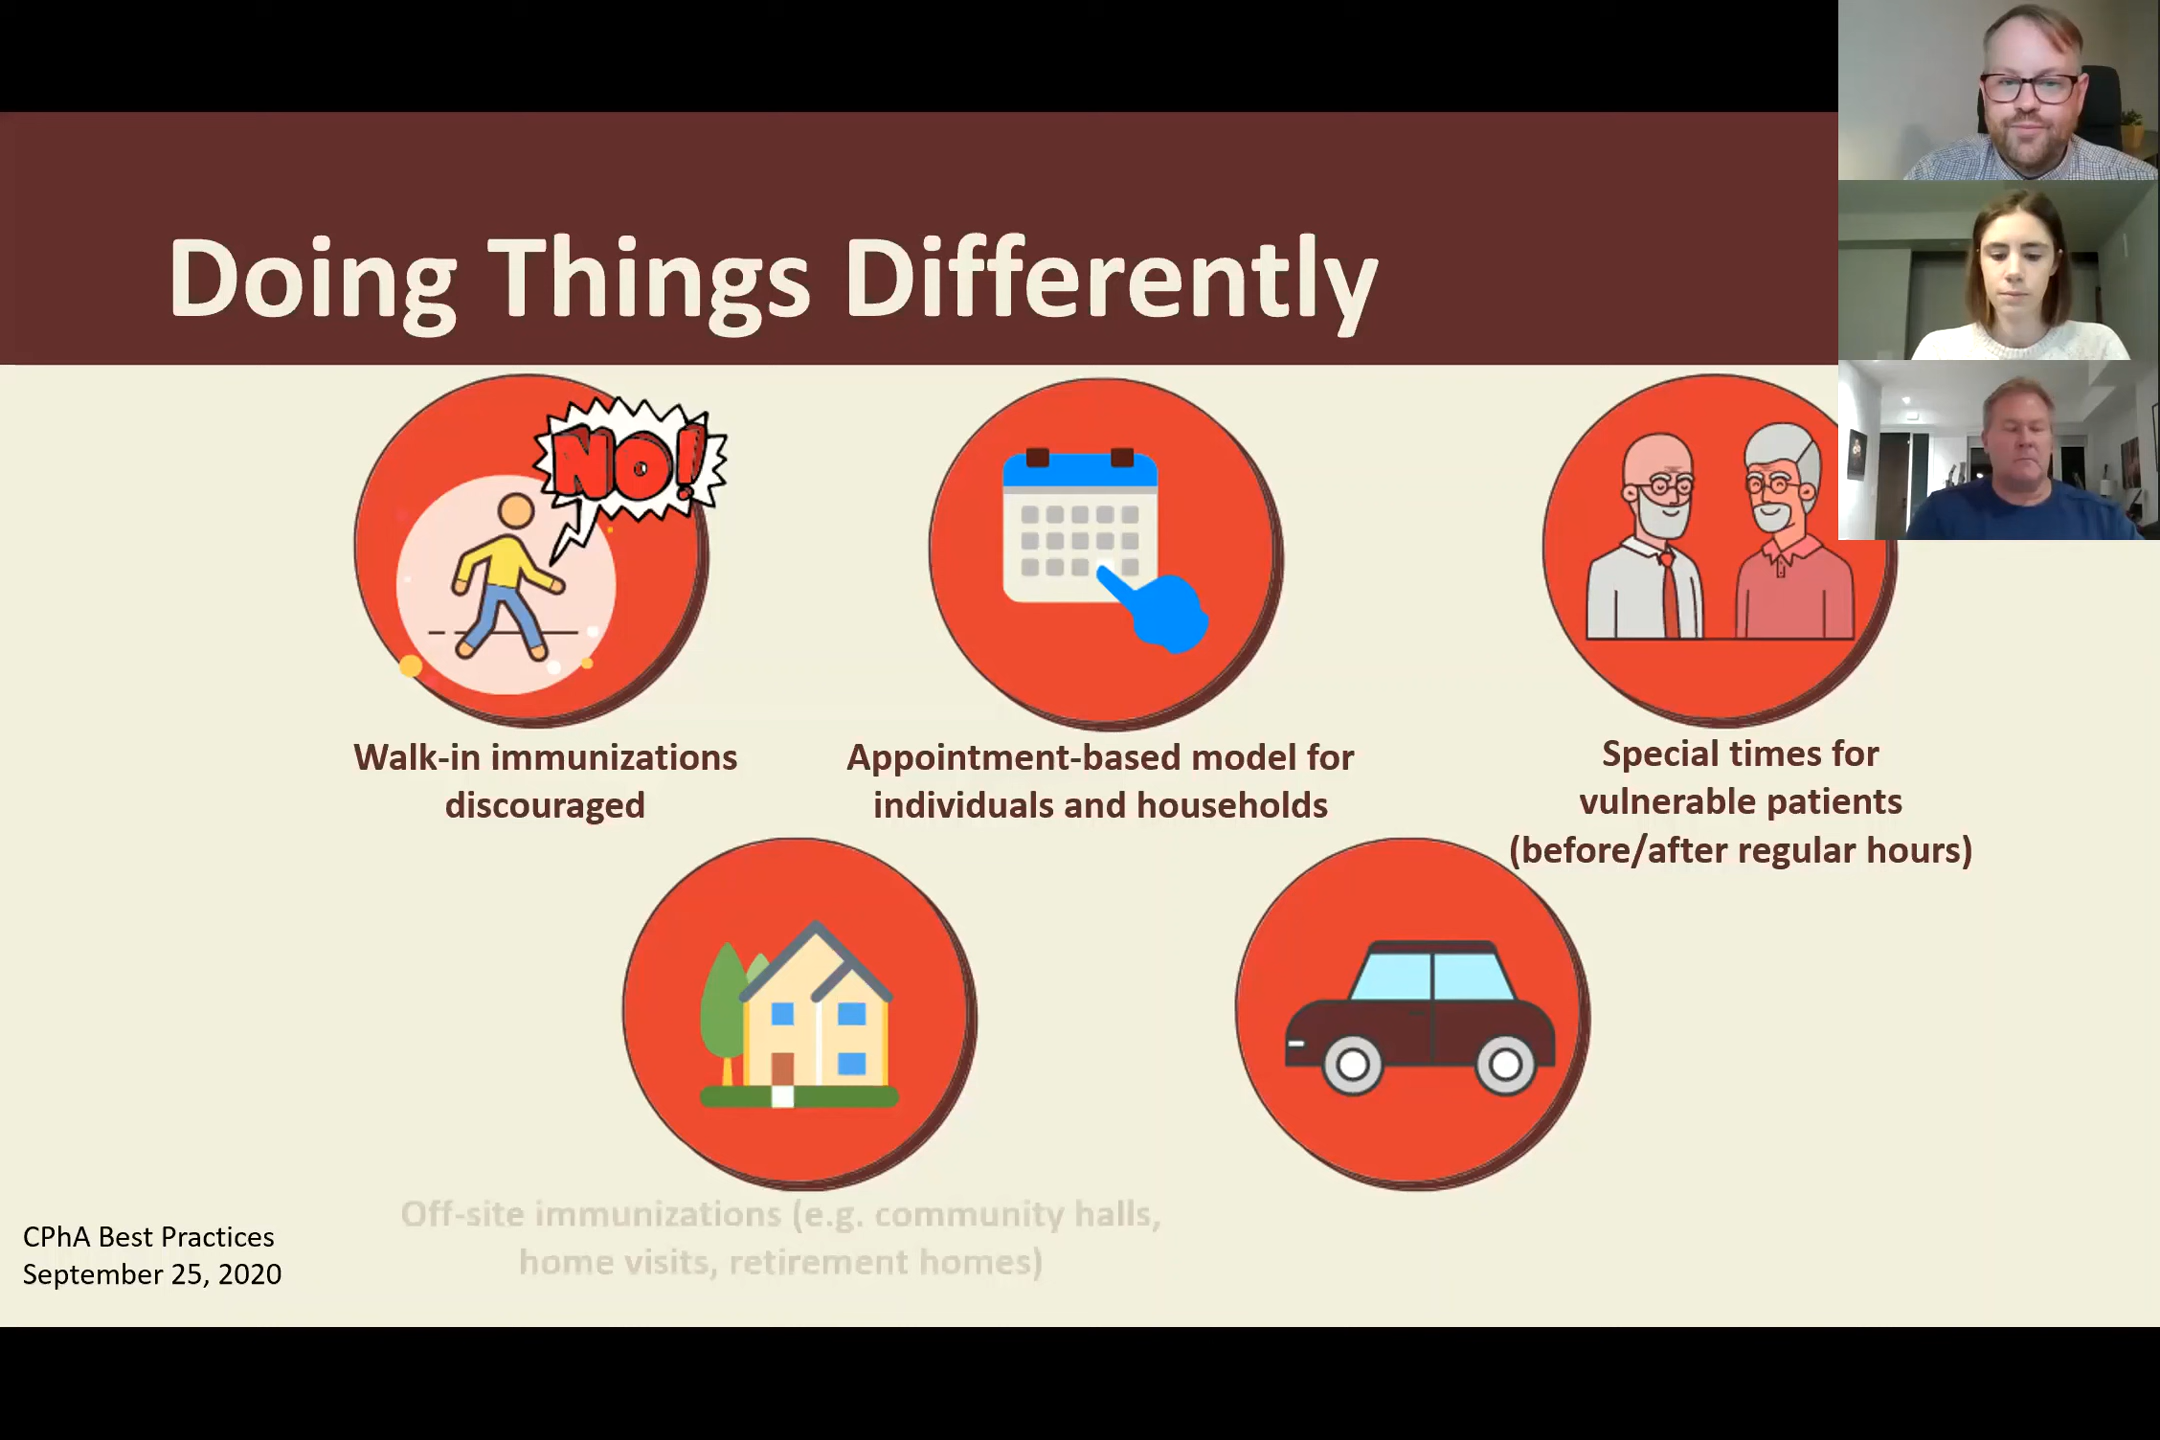 Doing Things Differently
NO!
Walk-in immunizations
discouraged
Appointment-based model for
individuals and households
Special times for
vulnerable patients
(before/after regular hours)
Off-site immunizations (e.g. community halls,
home visits, retirement homes)
CPhA Best Practices
September 25, 2020